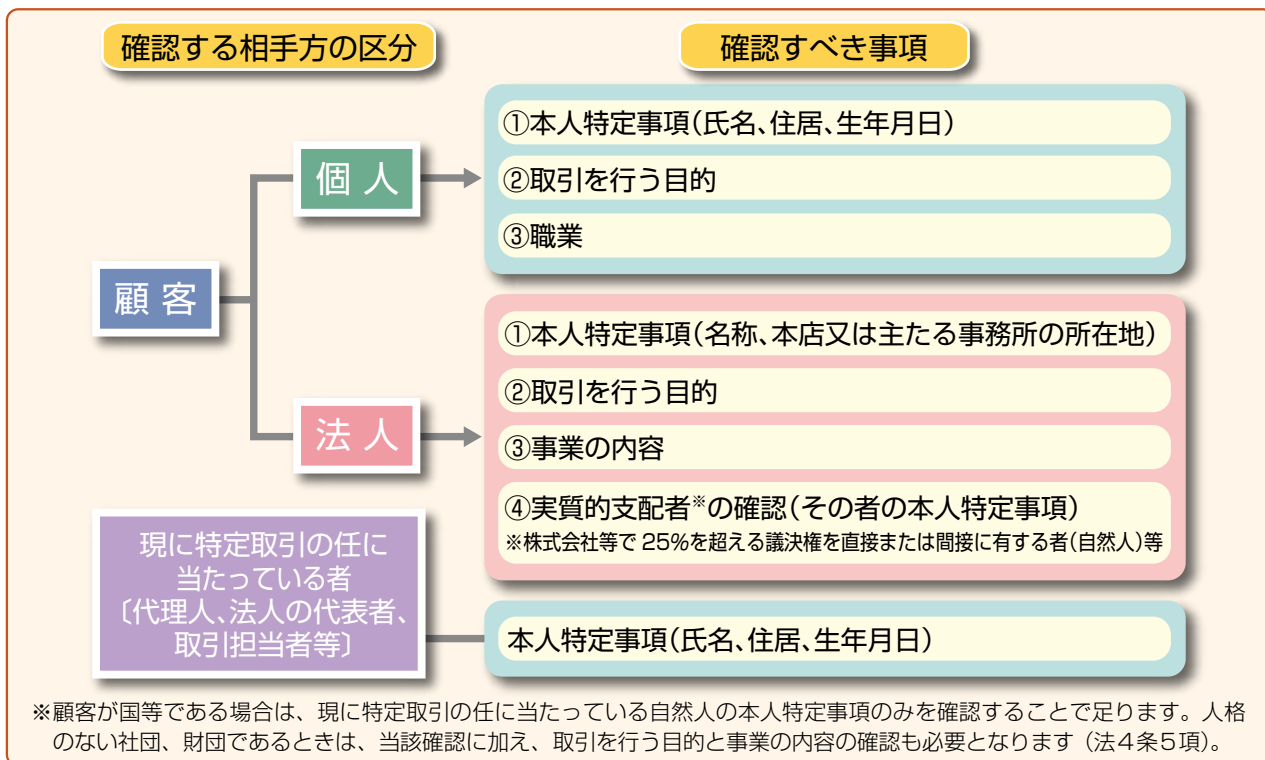 確認する相手方の区分
確認すべき事項
顧客
個人
①本人特定事項（氏名、住居、生年月日）
②取引を行う目的
③職業
法人
①本人特定事項（名称、本店又は主たる事務所の所在地）
②取引を行う目的
③事業の内容
④実質的支配者※の確認（その者の本人特定事項）
※株式会社等で25％を超える議決権を直接または間接に有する者（自然人）等
現に特定取引の任に
当たっている者
〔代理人、法人の代表者、
取引担当者等〕
本人特定事項（氏名、住居、生年月日）
※顧客が国等である場合は、現に特定取引の任に当たっている自然人の本人特定事項のみを確認することで足ります。人格
のない社団、財団であるときは、当該確認に加え、取引を行う目的と事業の内容の確認も必要となります（法４条５項）。